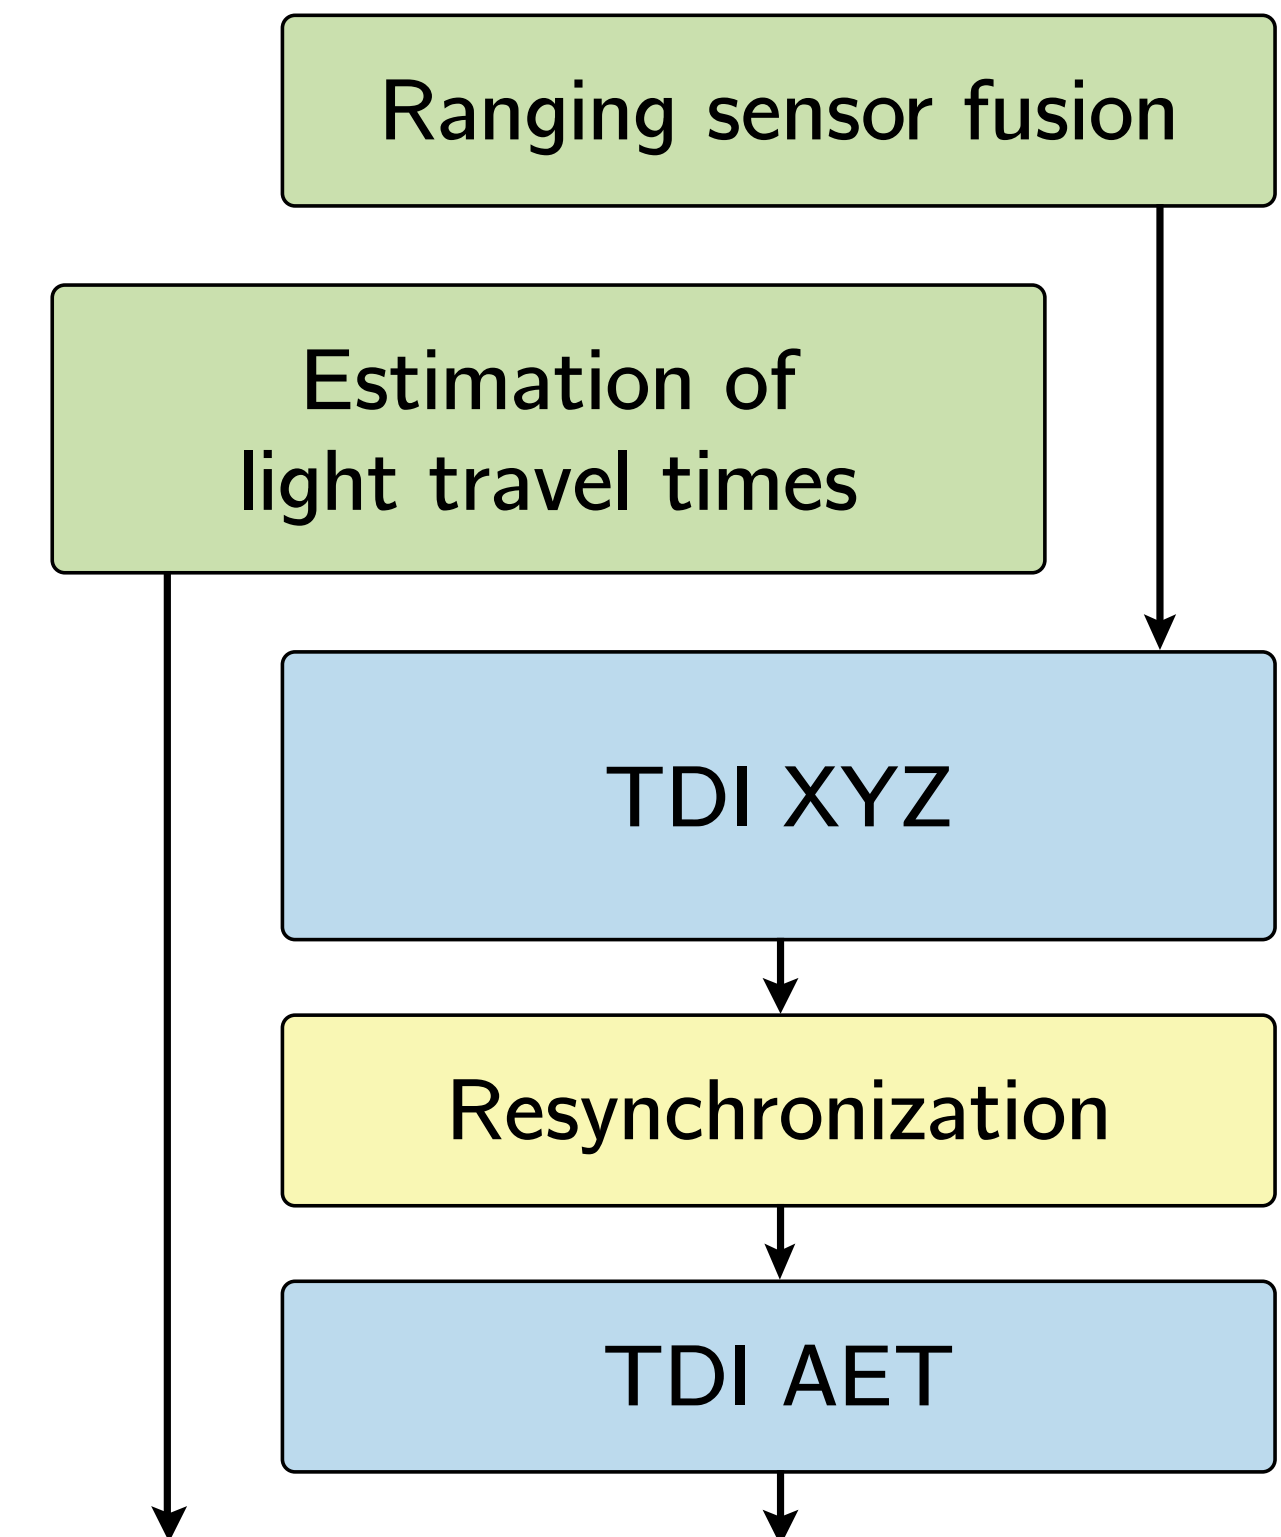 Ranging sensor fusion
Estimation of
light travel times
TDI XYZ
Resynchronization
TDI AET